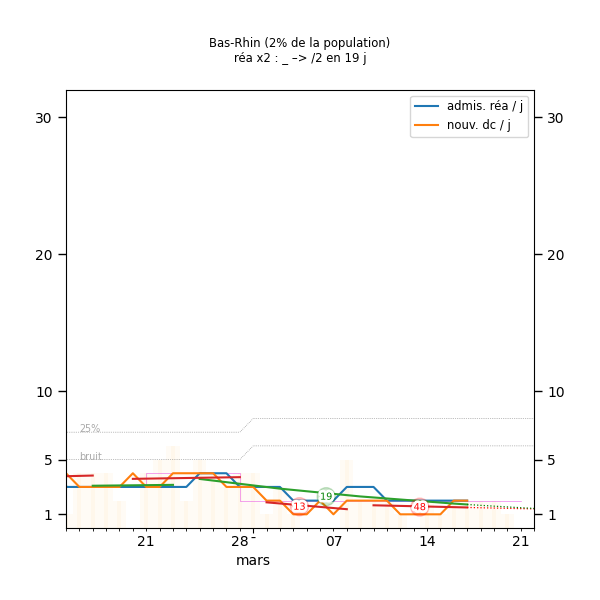 Bas-Rhin (2% de la population)
réa x2 : _ –> /2 en 19 j
admis. réa / j
nouv. dc / j
30 30
20 20
10 10
25%
bruit
5 5
19
13 48
1 1
21 28 07 14 21
mars